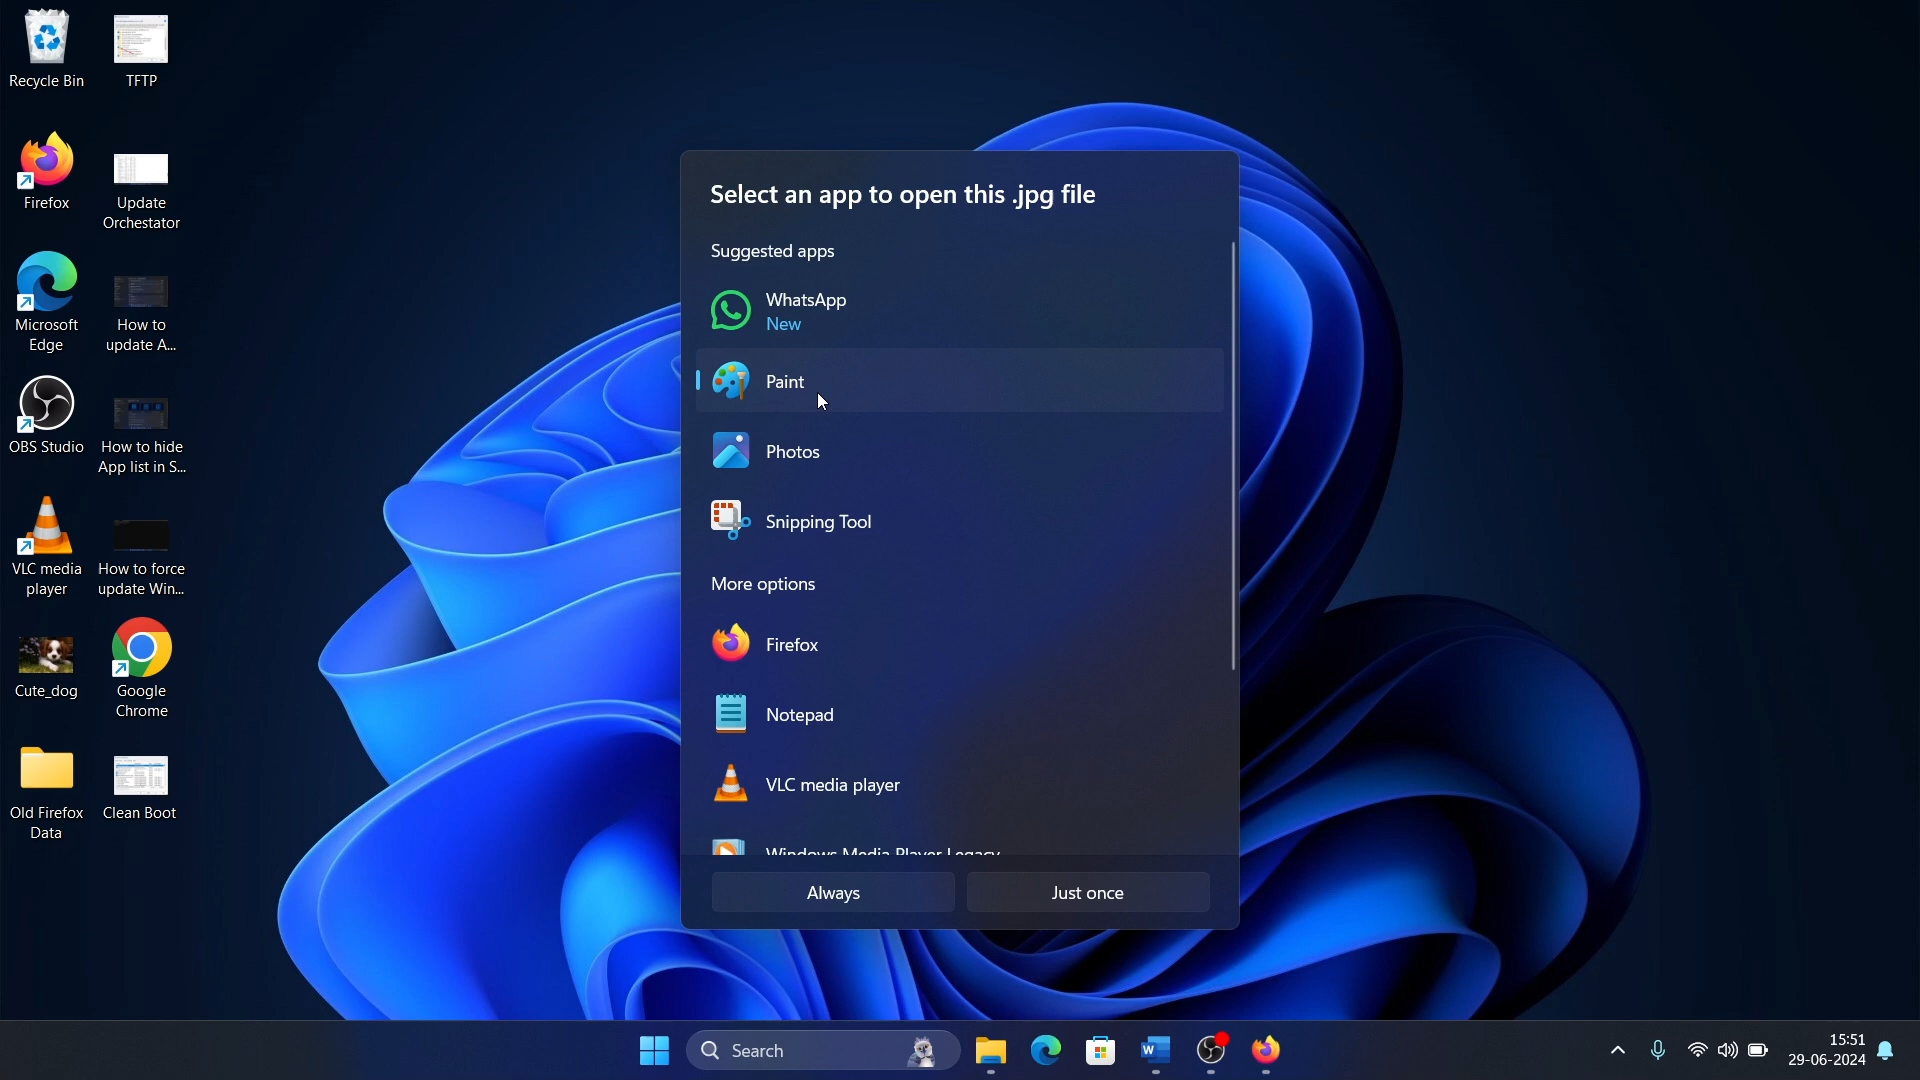 Recycle Bin
TFTP
Firefox
Update
Orchestator
Microsoft
Edge
How to
update A...
OBS Studio
How to hide
App list in S...
VLC media
player
How to force
update Win...
Cute_dog
Google
Chrome
Old Firefox
Data
Clean Boot
Select an app to open this .jpg file
Suggested apps
WhatsApp
New
Paint
Photos
Snipping Tool
More options
Firefox
Notepad
VLC media player
Windows Media Player Legacy
Always
Just once
Search
W
15:51
29-06-2024